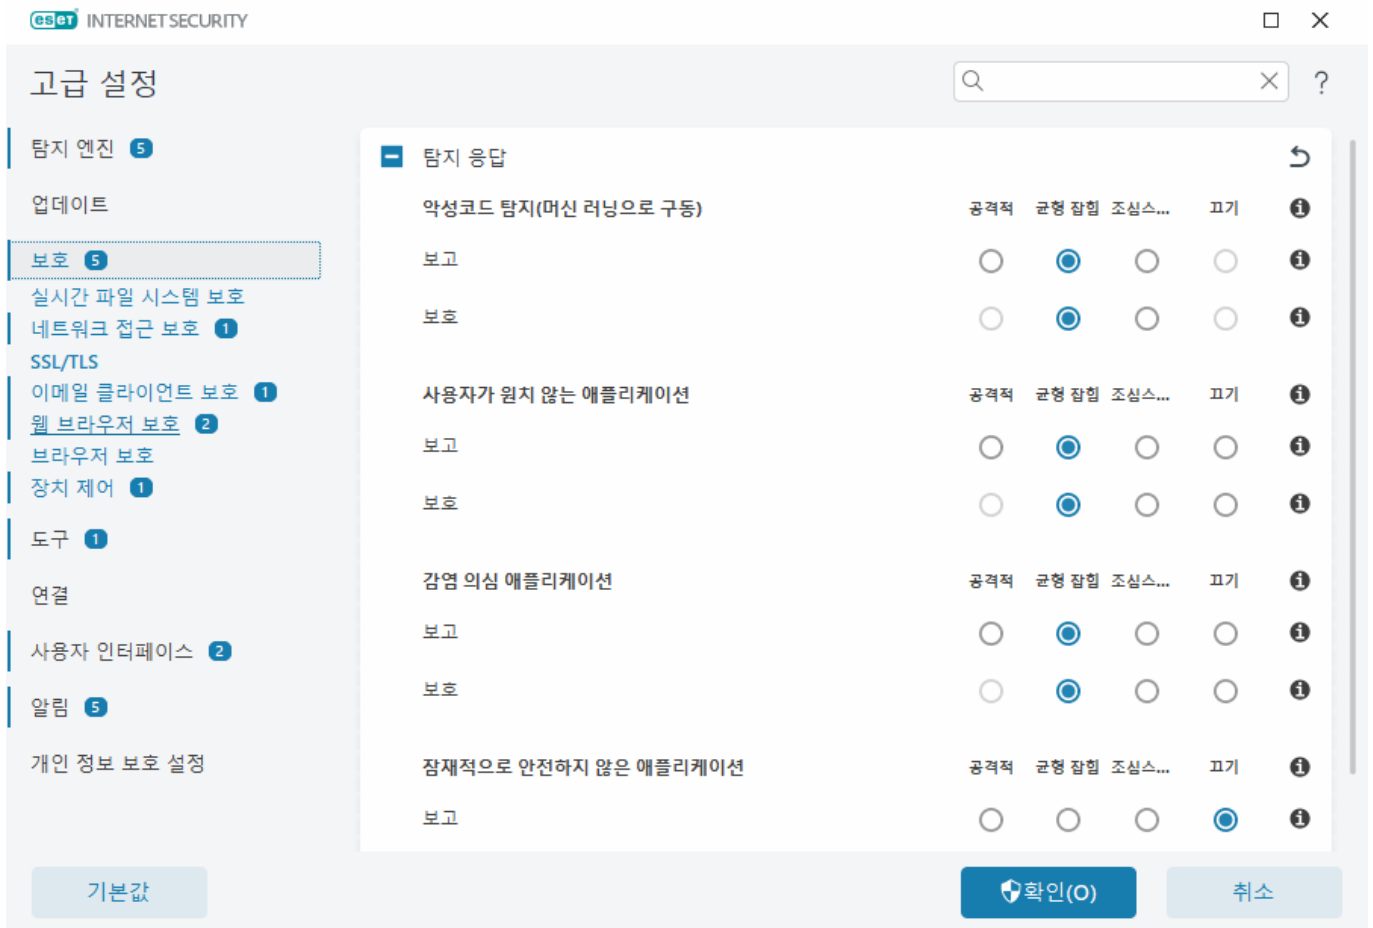 eset INTERNET SECURITY
고급 설정
?
탐지 엔진 5
업데이트
보호 5
실시간 파일 시스템 보호
네트워크 접근 보호 1
SSL/TLS
이메일 클라이언트 보호 1
웹 브라우저 보호 2
브라우저 보호
장치 제어 1
도구 1
연결
사용자 인터페이스 2
알림 5
개인 정보 보호 설정
탐지 응답
악성코드 탐지(머신 러닝으로 구동) 공격적 균형 잡힘 조심스... 끄기
보고
보호
사용자가 원치 않는 애플리케이션 공격적 균형 잡힘 조심스... 끄기
보고
보호
감염 의심 애플리케이션 공격적 균형 잡힘 조심스... 끄기
보고
보호
잠재적으로 안전하지 않은 애플리케이션 공격적 균형 잡힘 조심스... 끄기
보고
기본값 확인(O) 취소